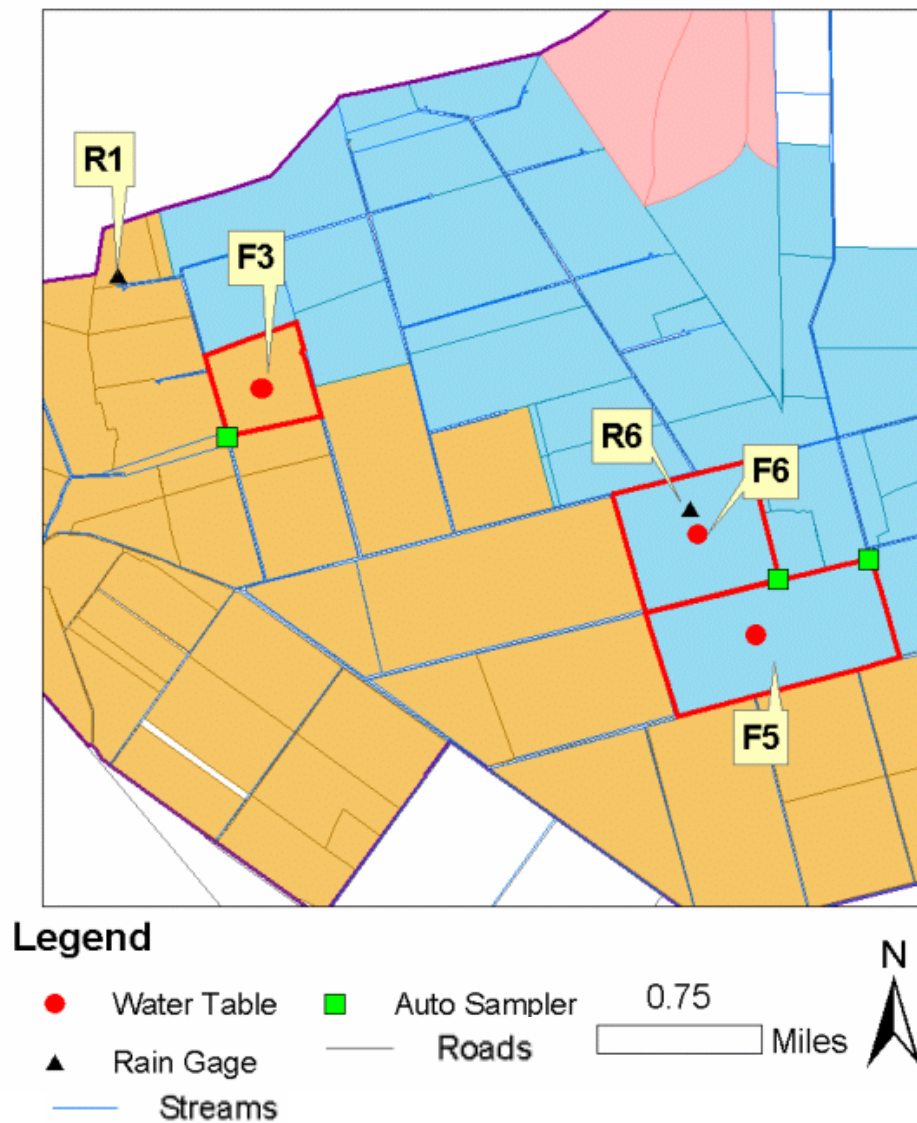 R1
F3
R6
F6
F5
Legend
N
Water Table
Auto Sampler
0.75
Miles
Rain Gage
Roads
Streams